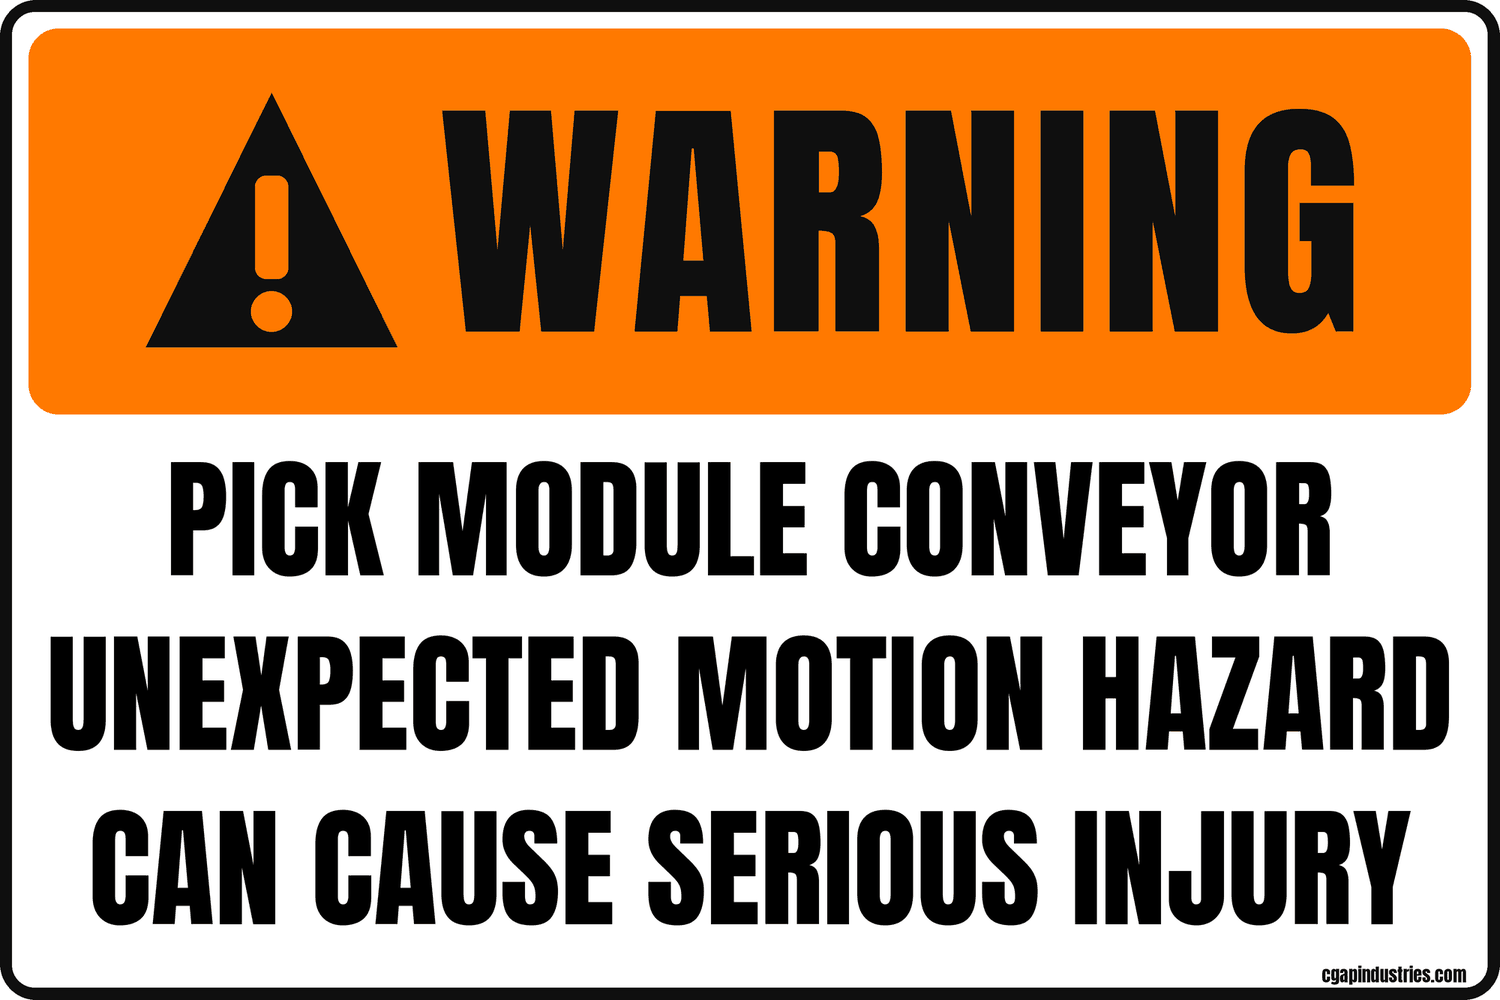 WARNING
PICK MODULE CONVEYOR
UNEXPECTED MOTION HAZARD
CAN CAUSE SERIOUS INJURY
cgapindustries.com